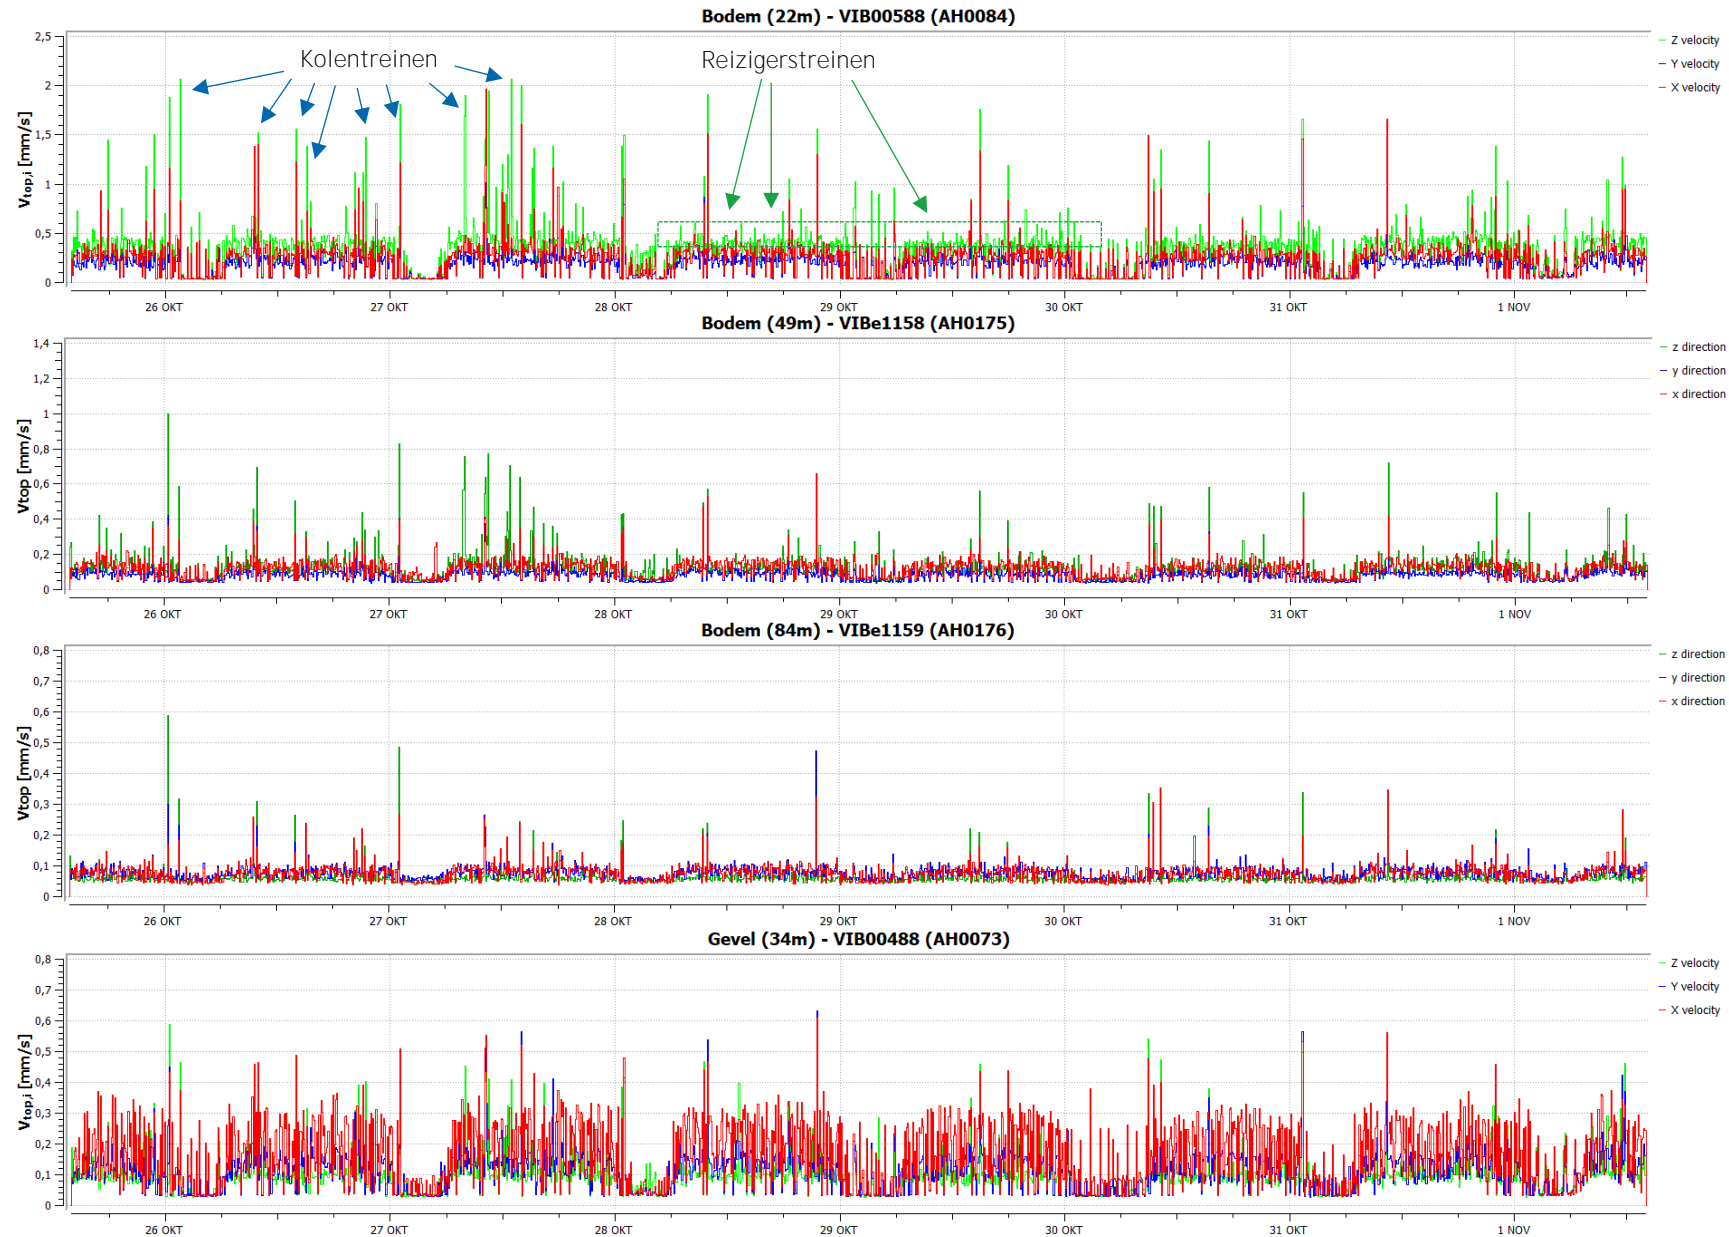 Bodem (22m) - VIB00588 (AH0084)
Kolentreinen
Reizigerstreinen
Z velocity
Y velocity
X velocity
Vtop,i [mm/s]
2,5
2
1,5
1
0,5
0
26 OKT 27 OKT 28 OKT 29 OKT 30 OKT 31 OKT 1 NOV
Bodem (49m) - VIBe1158 (AH0175)
z direction
y direction
x direction
Vtop [mm/s]
1,4
1,2
1
0,8
0,6
0,4
0,2
0
26 OKT 27 OKT 28 OKT 29 OKT 30 OKT 31 OKT 1 NOV
Bodem (84m) - VIBe1159 (AH0176)
z direction
y direction
x direction
Vtop [mm/s]
0,8
0,7
0,6
0,5
0,4
0,3
0,2
0,1
0
26 OKT 27 OKT 28 OKT 29 OKT 30 OKT 31 OKT 1 NOV
Gevel (34m) - VIB00488 (AH0073)
Z velocity
Y velocity
X velocity
Vtop,i [mm/s]
0,8
0,7
0,6
0,5
0,4
0,3
0,2
0,1
0
26 OKT 27 OKT 28 OKT 29 OKT 30 OKT 31 OKT 1 NOV